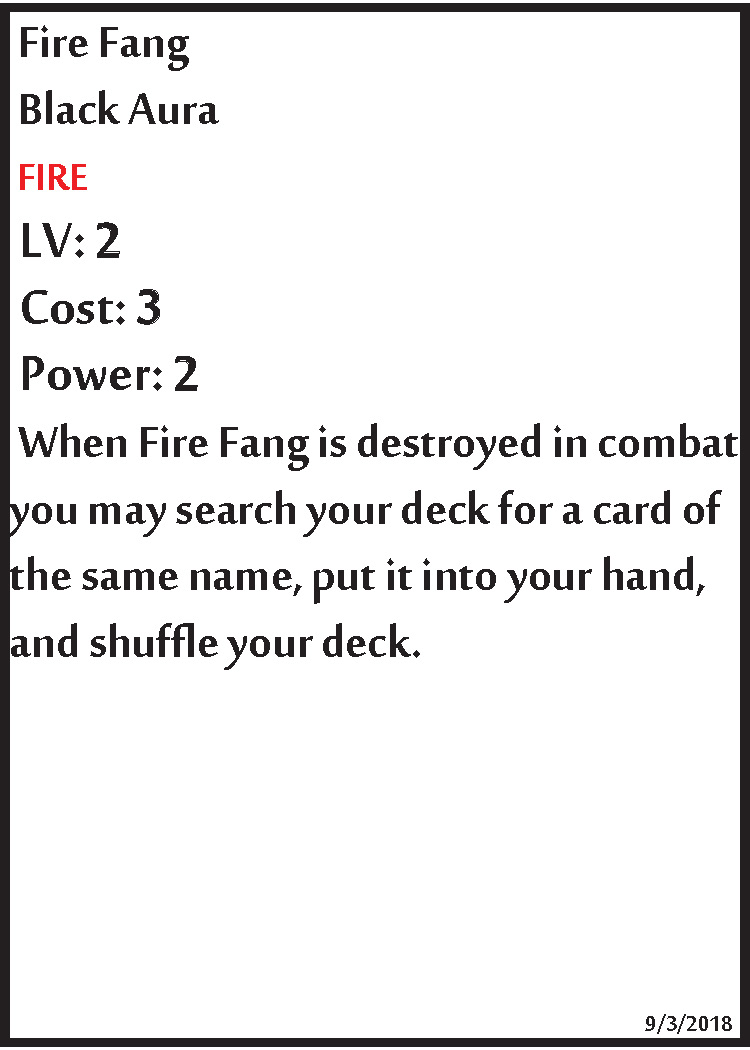 Fire Fang
Black Aura
FIRE
LV: 2
Cost: 3
Power: 2
When Fire Fang is destroyed in combat
you may search your deck for a card of
the same name, put it into your hand,
and shuffle your deck.
9/3/2018